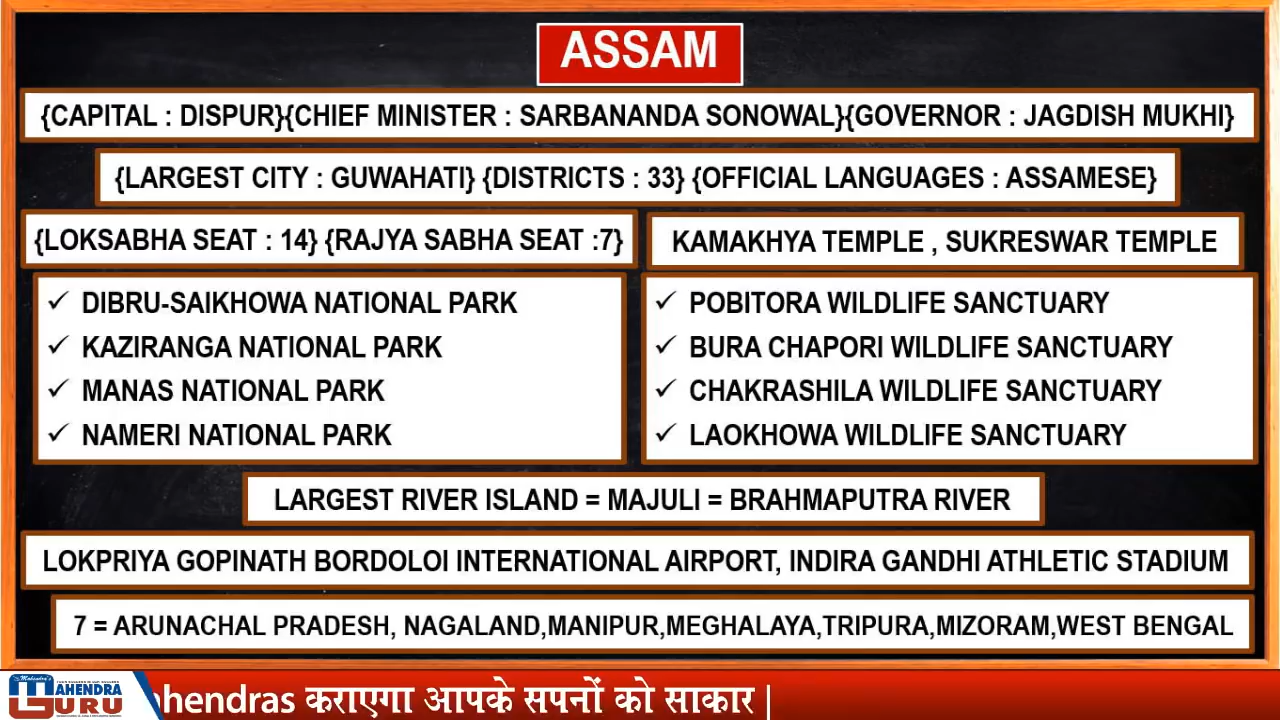 ASSAM
{CAPITAL : DISPUR}{CHIEF MINISTER : SARBANANDA SONOWAL}{GOVERNOR : JAGDISH MUKHI}
{LARGEST CITY : GUWAHATI} {DISTRICTS : 33} {OFFICIAL LANGUAGES : ASSAMESE}
{LOKSABHA SEAT : 14} {RAJYA SABHA SEAT :7}
KAMAKHYA TEMPLE , SUKRESWAR TEMPLE
✓ DIBRU-SAIKHOWA NATIONAL PARK
✓ KAZIRANGA NATIONAL PARK
✓ MANAS NATIONAL PARK
✓ NAMERI NATIONAL PARK
✓ POBITORA WILDLIFE SANCTUARY
✓ BURA CHAPORI WILDLIFE SANCTUARY
✓ CHAKRASHILA WILDLIFE SANCTUARY
✓ LAOKHOWA WILDLIFE SANCTUARY
LARGEST RIVER ISLAND = MAJULI = BRAHMAPUTRA RIVER
LOKPRIYA GOPINATH BORDOLOI INTERNATIONAL AIRPORT, INDIRA GANDHI ATHLETIC STADIUM
7 = ARUNACHAL PRADESH, NAGALAND,MANIPUR,MEGHALAYA,TRIPURA,MIZORAM,WEST BENGAL
Mahendra's
MAHENDRA
GURU
ahendras कराएगा आपके सपनों को साकार |